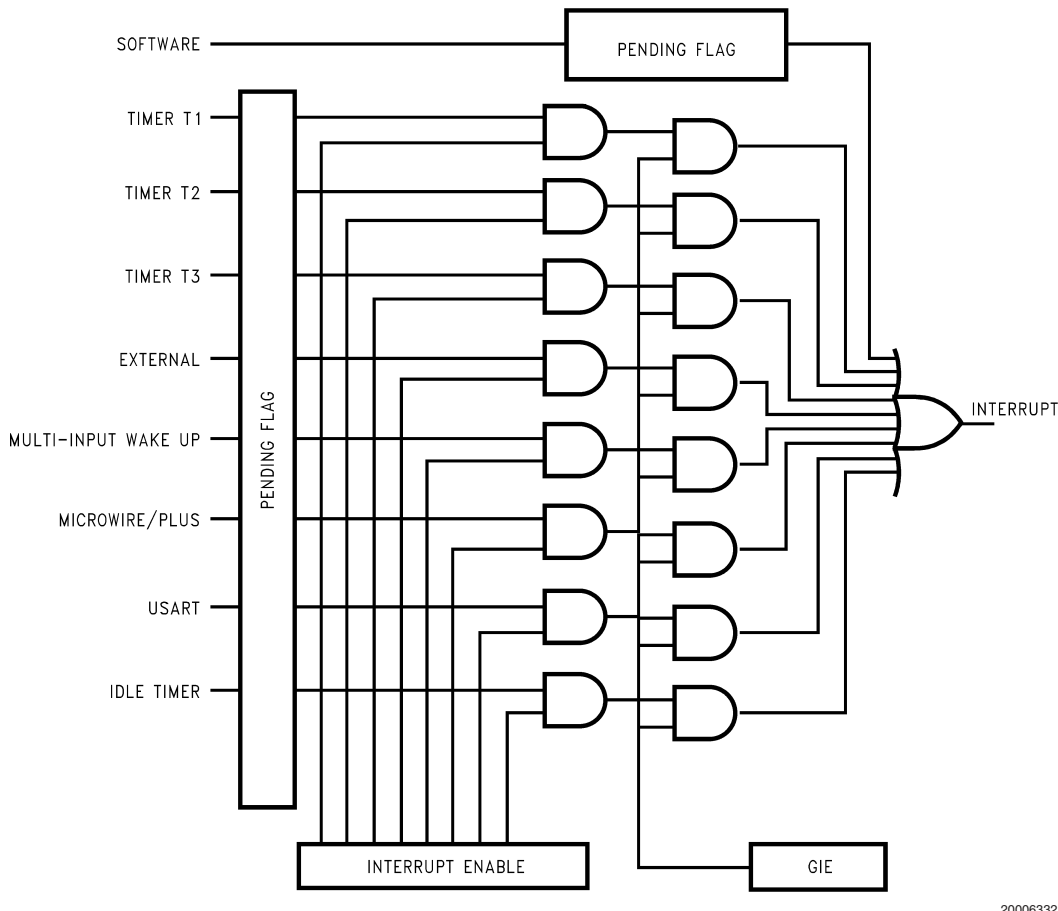 SOFTWARE
PENDING FLAG
TIMER T1
TIMER T2
TIMER T3
EXTERNAL
MULTI-INPUT WAKE UP
MICROWIRE/PLUS
USART
IDLE TIMER
PENDING FLAG
INTERRUPT
INTERRUPT ENABLE
GIE
20006332